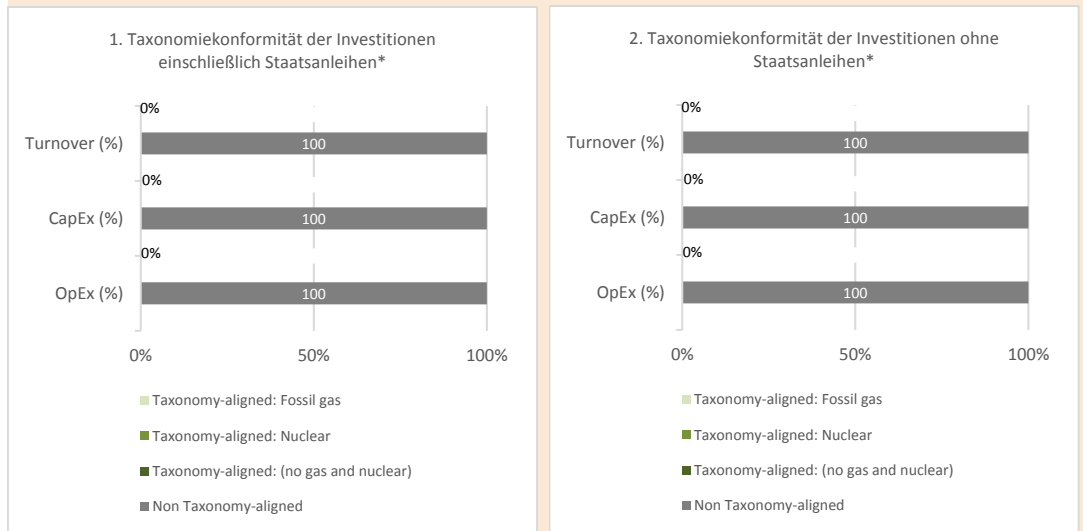 1. Taxonomiekonformität der Investitionen
einschließlich Staatsanleihen*
0%
Turnover (%)
100
0%
CapEx (%)
100
0%
OpEx (%)
100
0%
50%
100%
Taxonomy-aligned: Fossil gas
Taxonomy-aligned: Nuclear
Taxonomy-aligned: (no gas and nuclear)
Non Taxonomy-aligned
2. Taxonomiekonformität der Investitionen ohne
Staatsanleihen*
0%
Turnover (%)
100
0%
CapEx (%)
100
0%
OpEx (%)
100
0%
50%
100%
Taxonomy-aligned: Fossil gas
Taxonomy-aligned: Nuclear
Taxonomy-aligned: (no gas and nuclear)
Non Taxonomy-aligned